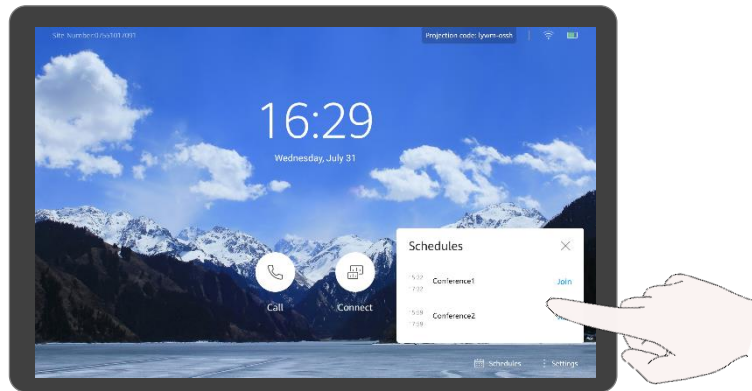 Projection code: lywm-ossh
16:29
Wednesday, July 31
Schedules
Conference1
Join
Conference2
Call
Connect
Schedules
Settings